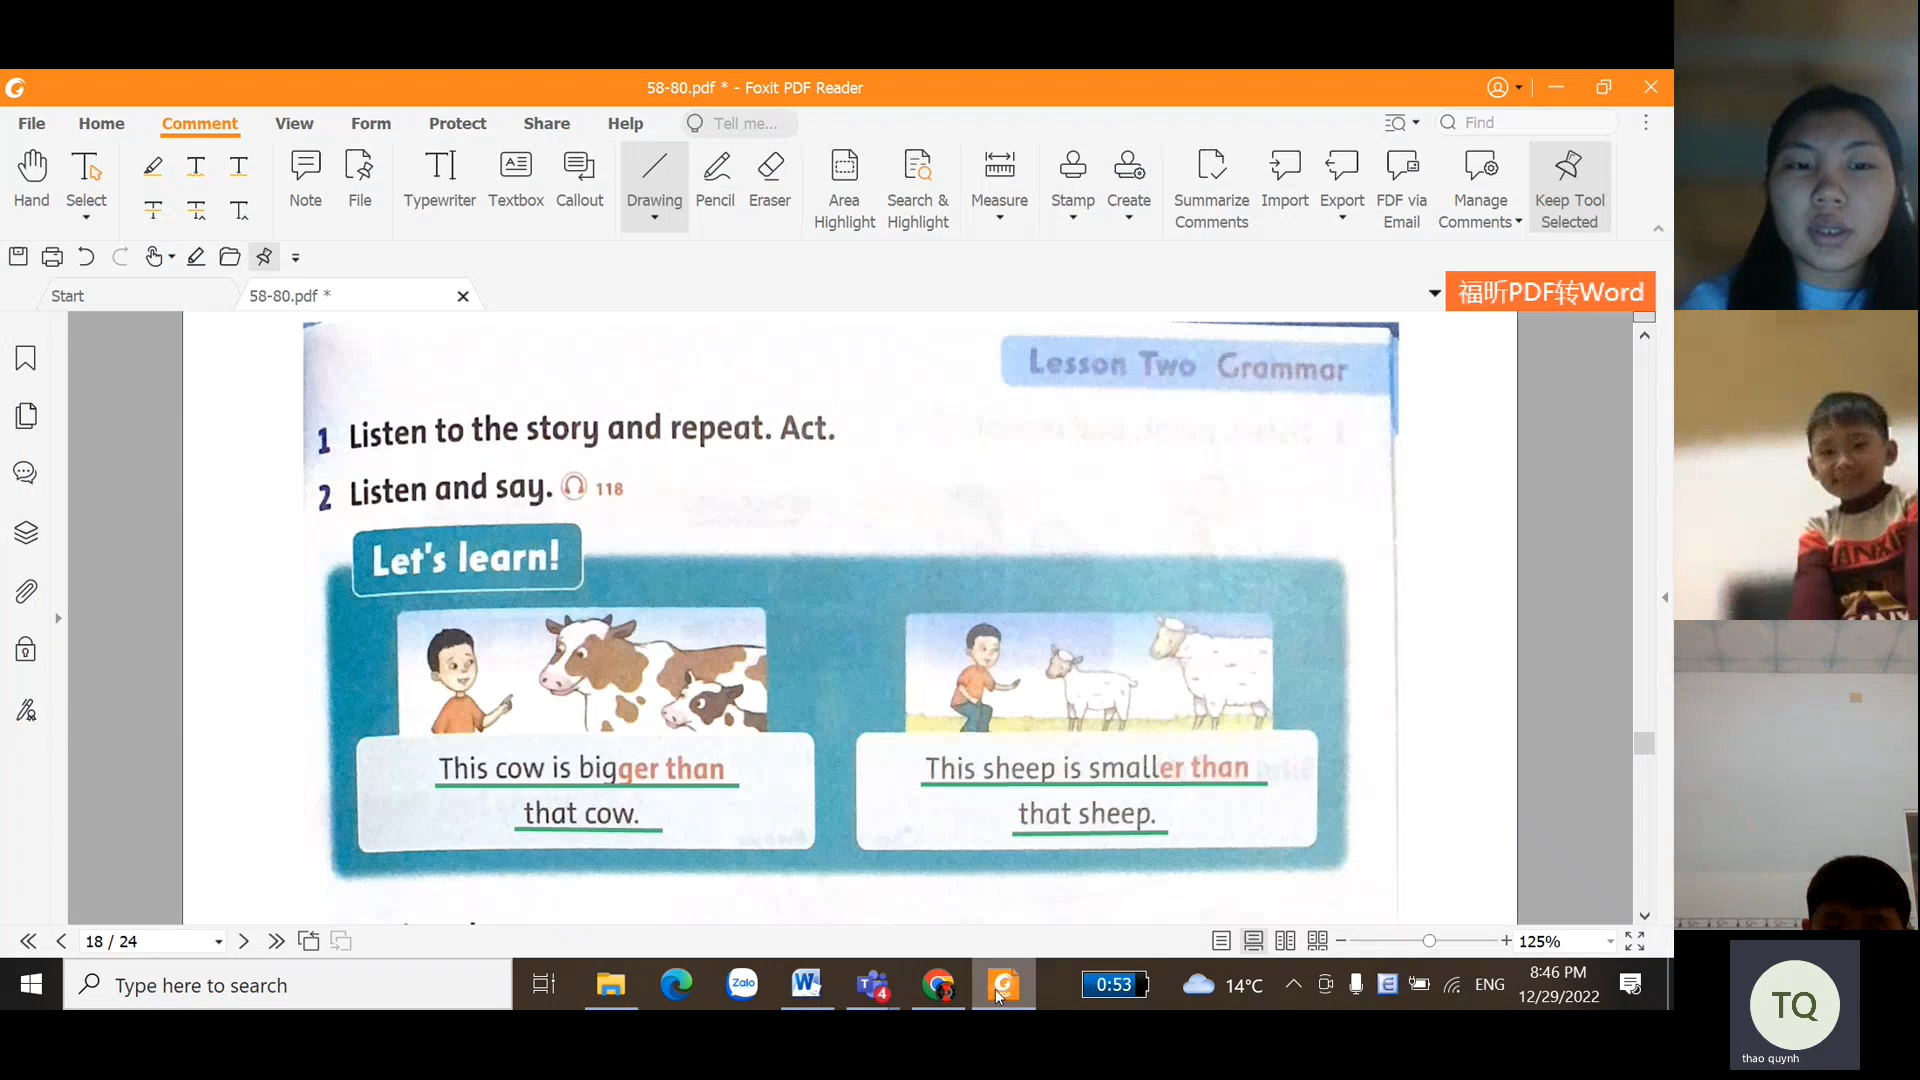 58-80.pdf * - Foxit PDF Reader
File Home Comment View Form Protect Share Help Tell me... Find
Hand Select Note File Typewriter Textbox Callout Drawing Pencil Eraser Area Highlight Search & Highlight Measure Stamp Create Summarize Comments Import Export FDF via Email Manage Comments Keep Tool Selected
Start 58-80.pdf * 福昕PDF转Word
Lesson Two Grammar
1 Listen to the story and repeat. Act.
2 Listen and say. 118
Let's learn!
This cow is bigger than
that cow.
This sheep is smaller than
that sheep.
18 / 24 125%
Type here to search Zalo 4 0:53 14°C ENG 8:46 PM
12/29/2022
TQ
thao quynh